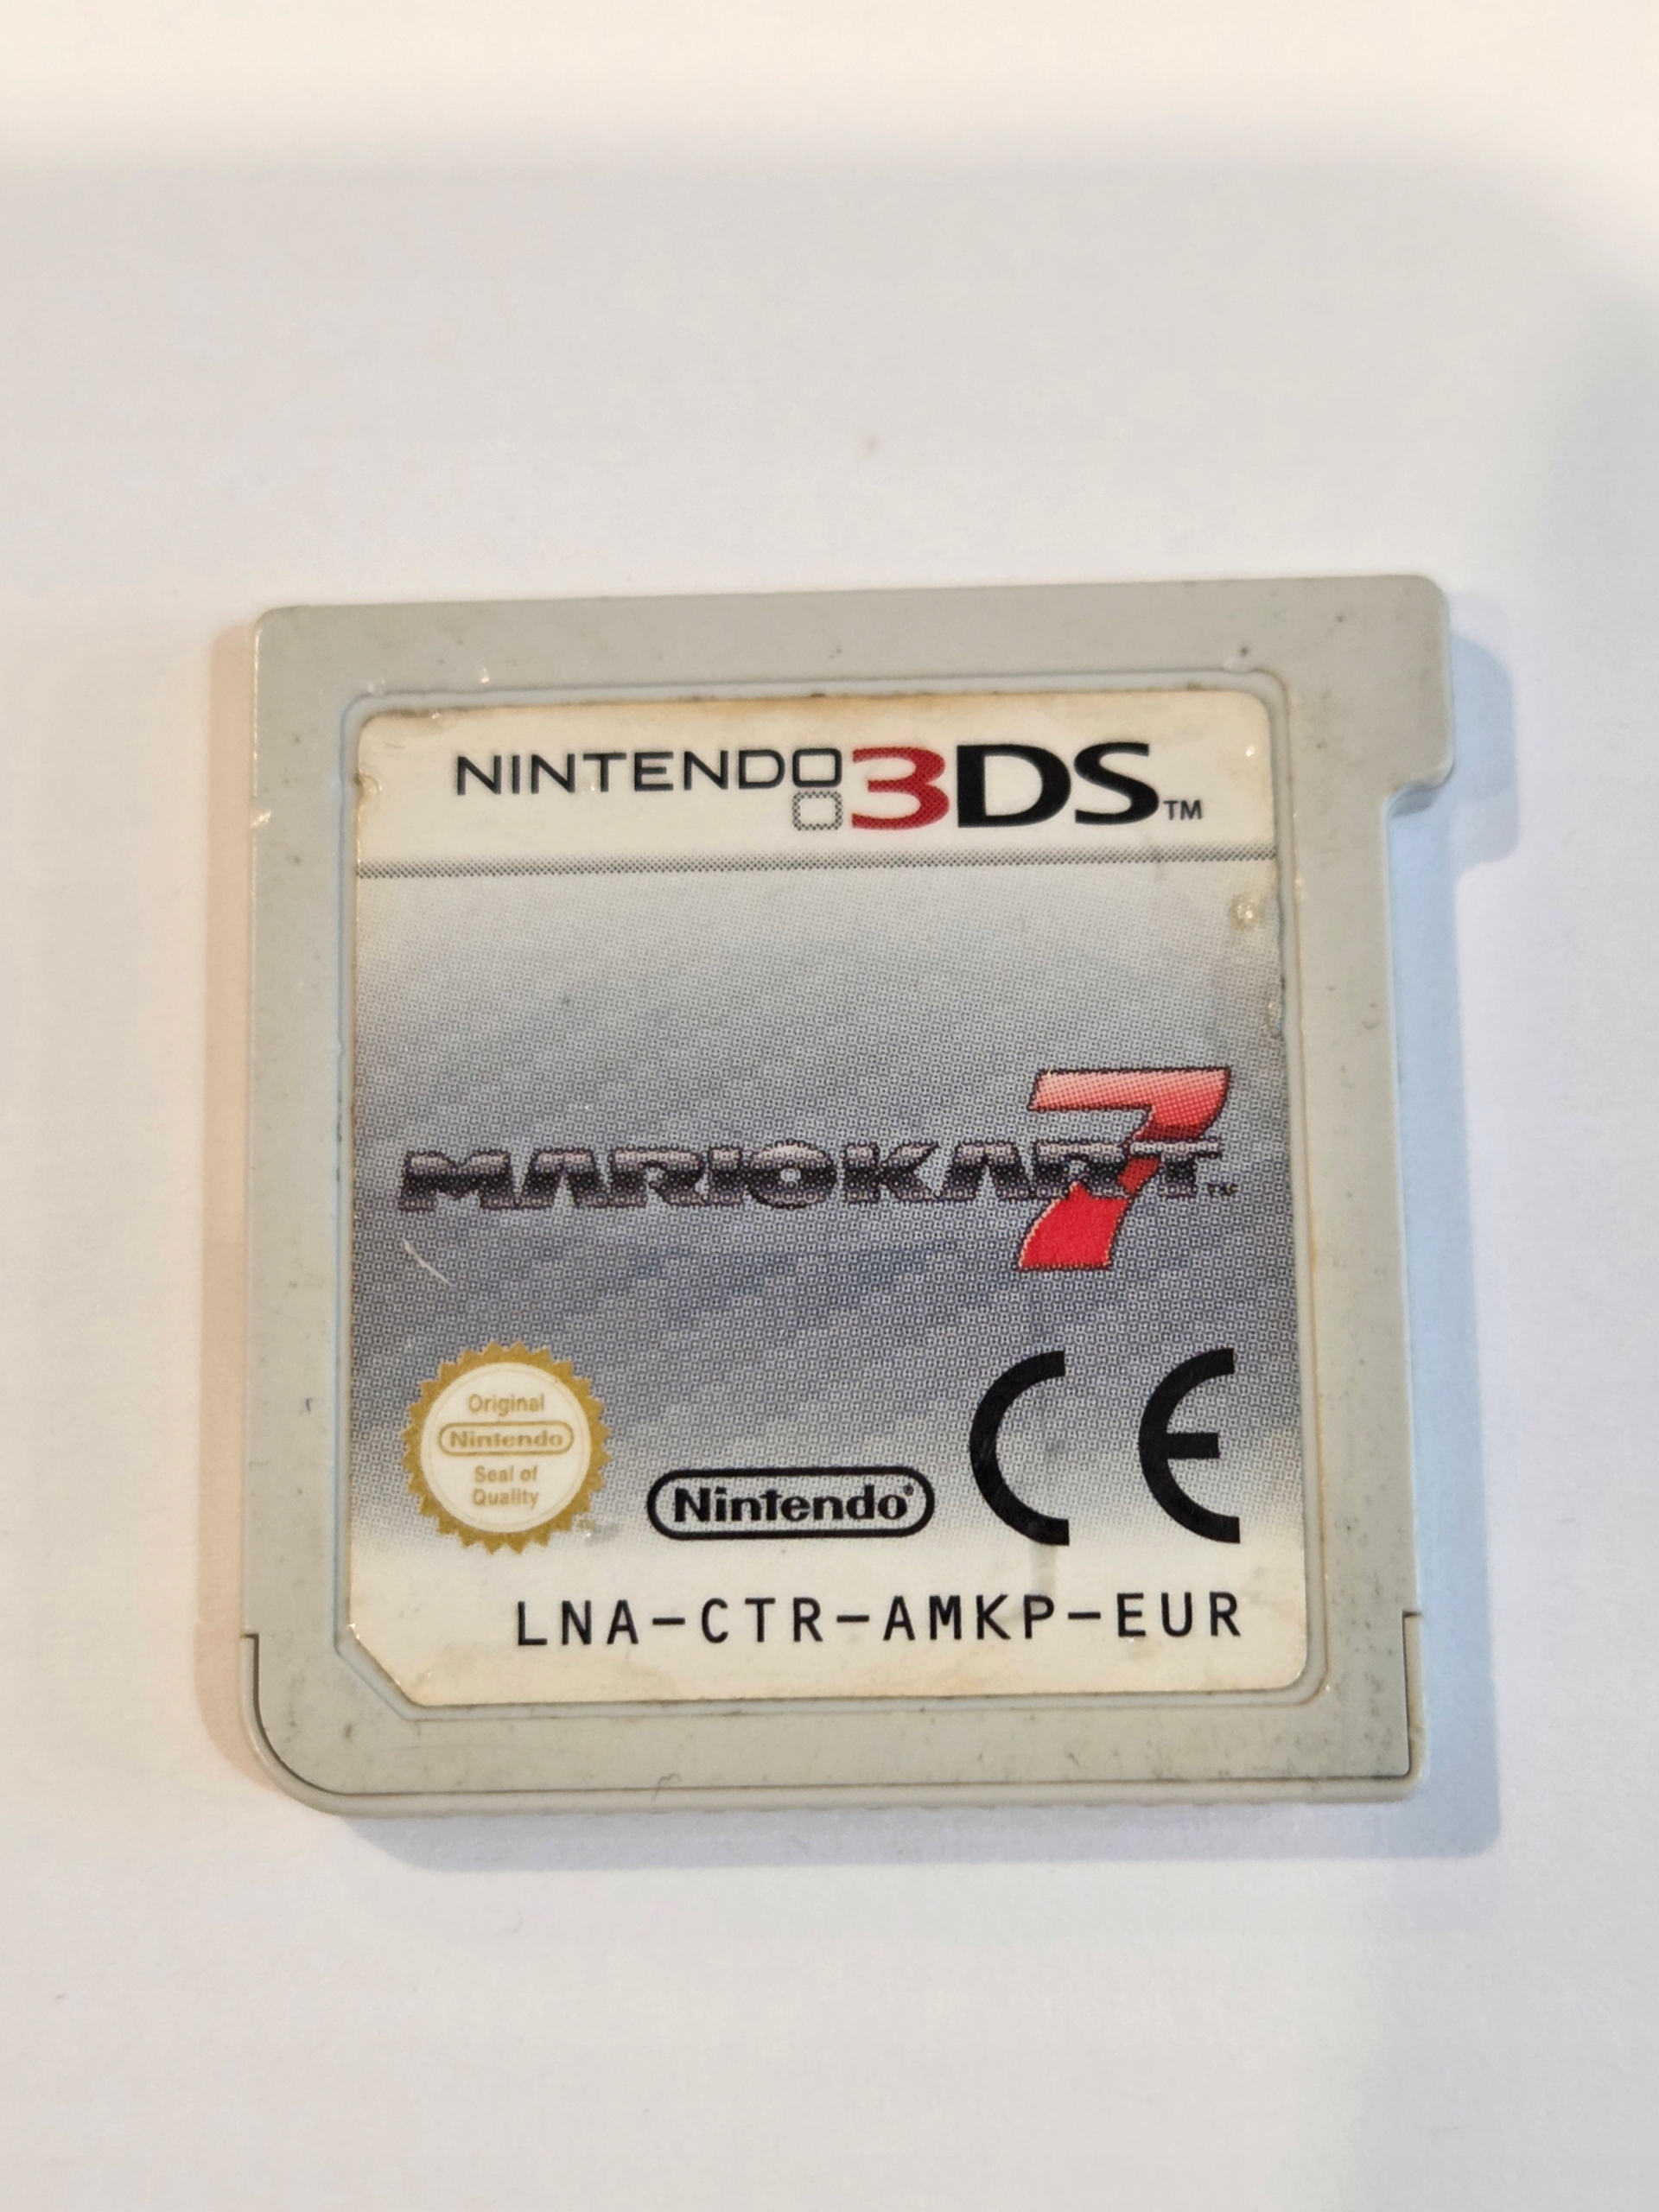 NINTENDO 3DS™
MARIOKART 7™
Original
Nintendo
Seal of
Quality
Nintendo®
CE
LNA-CTR-AMKP-EUR